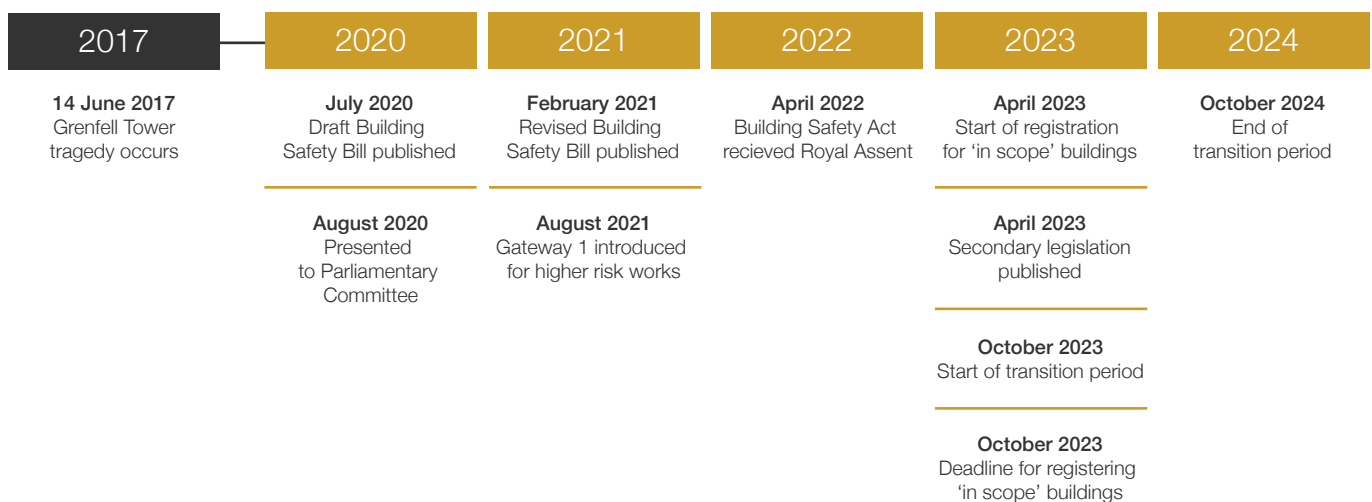 2017
14 June 2017
Grenfell Tower
tragedy occurs
2020
July 2020
Draft Building
Safety Bill published
August 2020
Presented
to Parliamentary
Committee
2021
February 2021
Revised Building
Safety Bill published
August 2021
Gateway 1 introduced
for higher risk works
2022
April 2022
Building Safety Act
recieved Royal Assent
2023
April 2023
Start of registration
for ‘in scope’ buildings
April 2023
Secondary legislation
published
October 2023
Start of transition period
October 2023
Deadline for registering
‘in scope’ buildings
2024
October 2024
End of
transition period